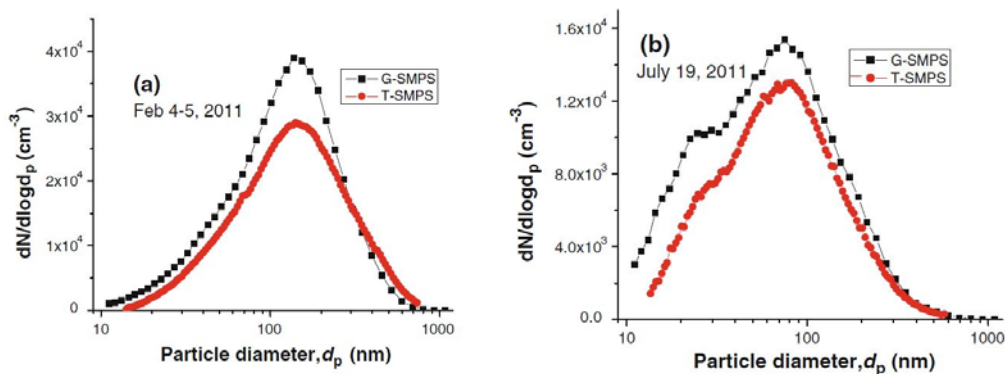 (a)
Feb 4-5, 2011
G-SMPS
T-SMPS
4x10⁴
3x10⁴
2x10⁴
1x10⁴
0
dN/dlogdₚ (cm⁻³)
10
100
1000
Particle diameter,dₚ (nm)
(b)
July 19, 2011
G-SMPS
T-SMPS
1.6x10⁴
1.2x10⁴
8.0x10³
4.0x10³
0.0
dN/dlogdₚ (cm⁻³)
10
100
1000
Particle diameter,dₚ (nm)